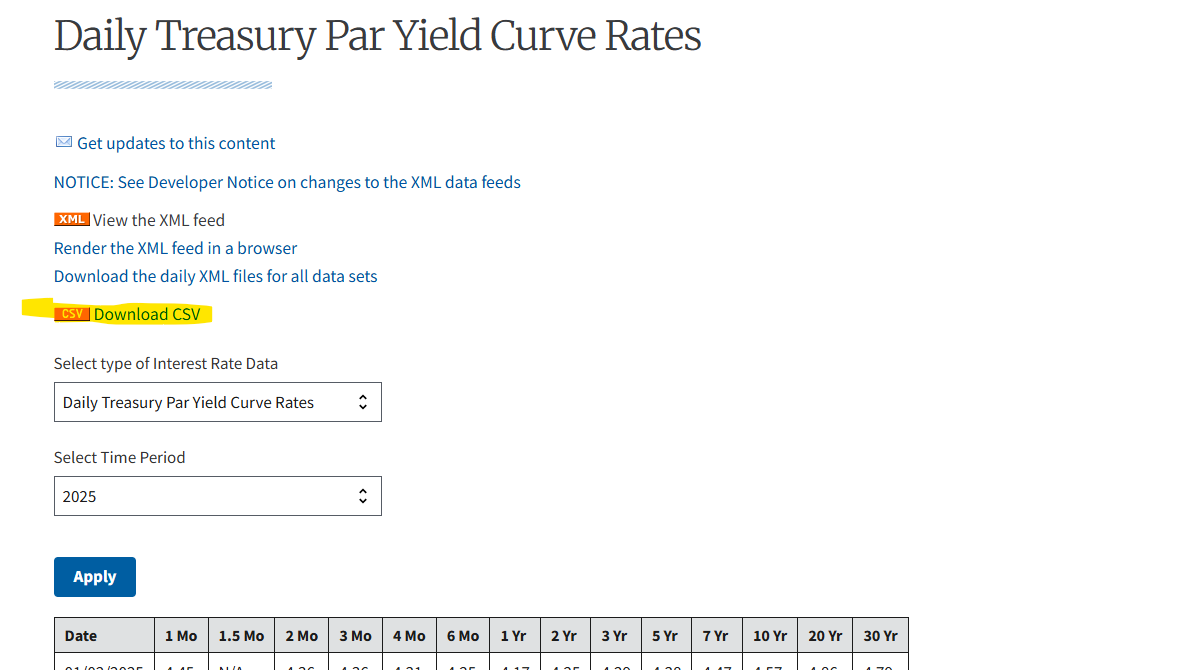 Daily Treasury Par Yield Curve Rates
Get updates to this content
NOTICE: See Developer Notice on changes to the XML data feeds
XML View the XML feed
Render the XML feed in a browser
Download the daily XML files for all data sets
CSV Download CSV
Select type of Interest Rate Data
Daily Treasury Par Yield Curve Rates
Select Time Period
2025
Apply
Date 1 Mo 1.5 Mo 2 Mo 3 Mo 4 Mo 6 Mo 1 Yr 2 Yr 3 Yr 5 Yr 7 Yr 10 Yr 20 Yr 30 Yr